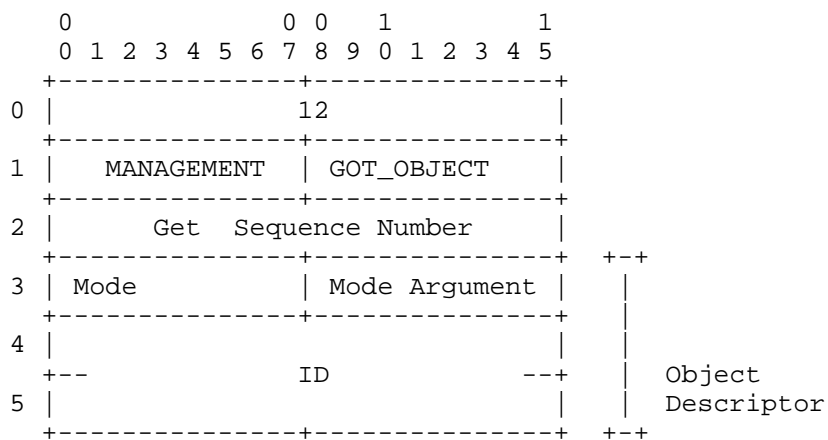 0             0 0   1         1
    0 1 2 3 4 5 6 7 8 9 0 1 2 3 4 5
   +---------------+---------------+
0  |               12              |
   +---------------+---------------+
1  |   MANAGEMENT  | GOT_OBJECT    |
   +---------------+---------------+
2  |      Get  Sequence Number     |
   +---------------+---------------+  +-+
3  | Mode          | Mode Argument |   |
   +---------------+---------------+   |
4  |                               |   |
   +--             ID            --+   |  Object
5  |                               |   |  Descriptor
   +---------------+---------------+  +-+